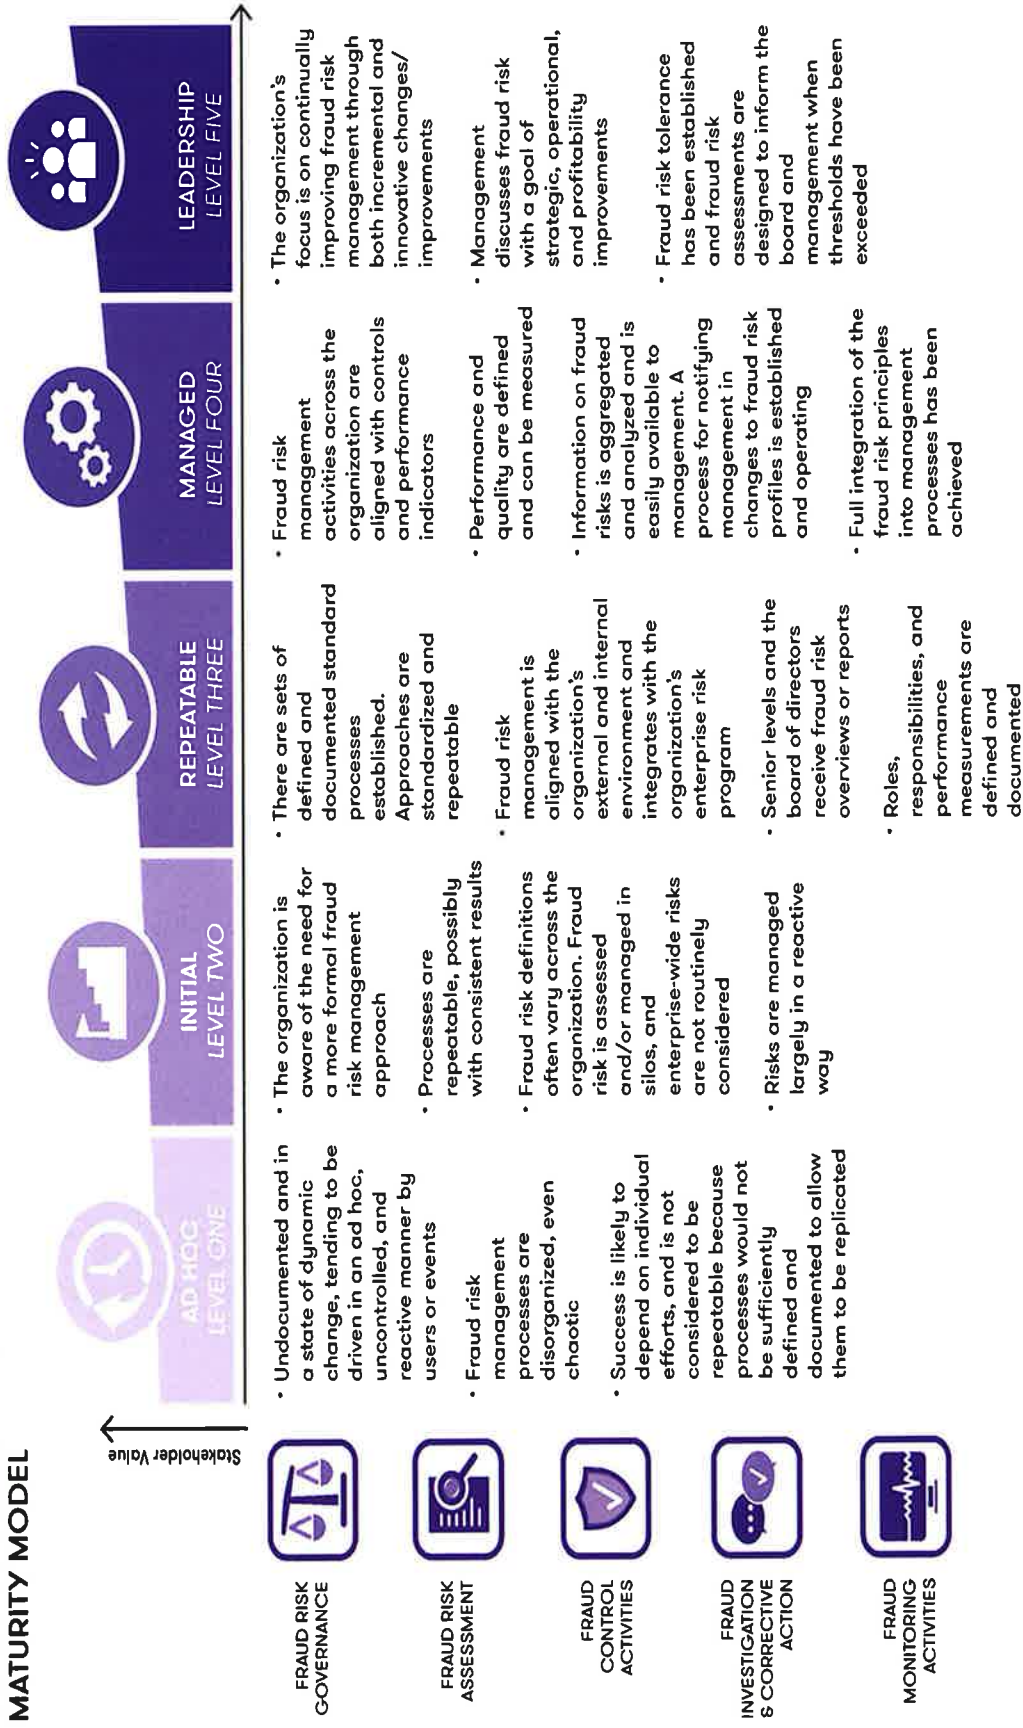 MATURITY MODEL
Stakeholder Value
AD HOC
LEVEL ONE
INITIAL
LEVEL TWO
REPEATABLE
LEVEL THREE
MANAGED
LEVEL FOUR
LEADERSHIP
LEVEL FIVE
FRAUD RISK
GOVERNANCE
FRAUD RISK
ASSESSMENT
FRAUD
CONTROL
ACTIVITIES
FRAUD
INVESTIGATION
& CORRECTIVE
ACTION
FRAUD
MONITORING
ACTIVITIES
• Undocumented and in
a state of dynamic
change, tending to be
driven in an ad hoc,
uncontrolled, and
reactive manner by
users or events
• Fraud risk
management
processes are
disorganized, even
chaotic
• Success is likely to
depend on individual
efforts, and is not
considered to be
repeatable because
processes would not
be sufficiently
defined and
documented to allow
them to be replicated
• The organization is
aware of the need for
a more formal fraud
risk management
approach
• Processes are
repeatable, possibly
with consistent results
• Fraud risk definitions
often vary across the
organization. Fraud
risk is assessed
and/or managed in
silos, and
enterprise-wide risks
are not routinely
considered
• Risks are managed
largely in a reactive
way
• There are sets of
defined and
documented standard
processes
established.
Approaches are
standardized and
repeatable
• Fraud risk
management is
aligned with the
organization's
external and internal
environment and
integrates with the
organization's
enterprise risk
program
• Senior levels and the
board of directors
receive fraud risk
overviews or reports
• Roles,
responsibilities, and
performance
measurements are
defined and
documented
• Fraud risk
management
activities across the
organization are
aligned with controls
and performance
indicators
• Performance and
quality are defined
and can be measured
• Information on fraud
risks is aggregated
and analyzed and is
easily available to
management. A
process for notifying
management in
changes to fraud risk
profiles is established
and operating
• Full integration of the
fraud risk principles
into management
processes has been
achieved
• The organization's
focus is on continually
improving fraud risk
management through
both incremental and
innovative changes/
improvements
• Management
discusses fraud risk
with a goal of
strategic, operational,
and profitability
improvements
• Fraud risk tolerance
has been established
and fraud risk
assessments are
designed to inform the
board and
management when
thresholds have been
exceeded